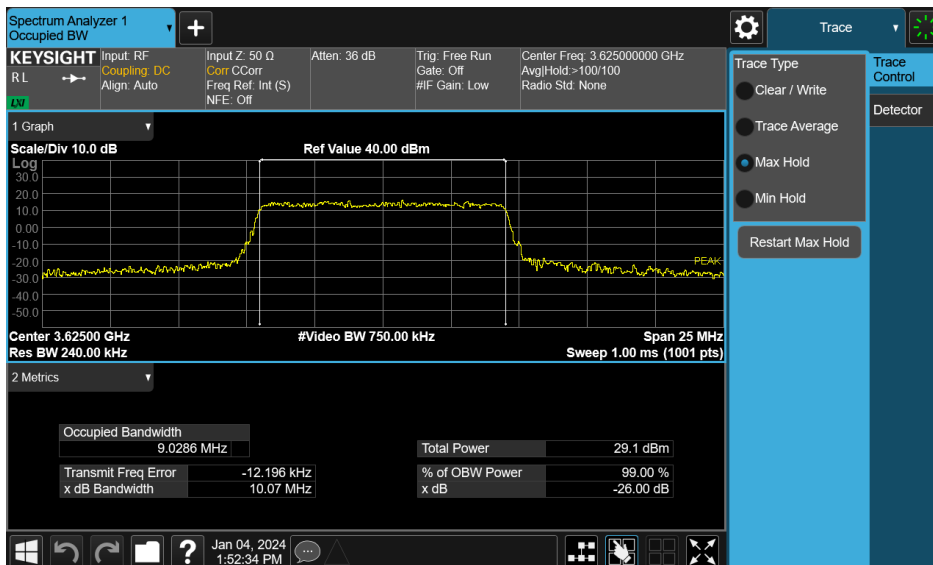 Spectrum Analyzer 1
Occupied BW
+
Trace
KEYSIGHT
R L
LXI
Input: RF
Coupling: DC
Align: Auto
Input Z: 50 Ω
Corr CCorr
Freq Ref: Int (S)
NFE: Off
Atten: 36 dB
Trig: Free Run
Gate: Off
#IF Gain: Low
Center Freq: 3.625000000 GHz
Avg|Hold:>100/100
Radio Std: None
Trace Type
Clear / Write
Trace Average
Max Hold
Min Hold
Restart Max Hold
Trace
Control
Detector
1 Graph
Scale/Div 10.0 dB
Ref Value 40.00 dBm
Log
30.0
20.0
10.0
0.00
-10.0
-20.0
-30.0
-40.0
-50.0
PEAK
Center 3.62500 GHz
#Video BW 750.00 kHz
Span 25 MHz
Res BW 240.00 kHz
Sweep 1.00 ms (1001 pts)
2 Metrics
Occupied Bandwidth
9.0286 MHz
Total Power 29.1 dBm
Transmit Freq Error -12.196 kHz
% of OBW Power 99.00 %
x dB Bandwidth 10.07 MHz
x dB -26.00 dB
?
Jan 04, 2024
1:52:34 PM